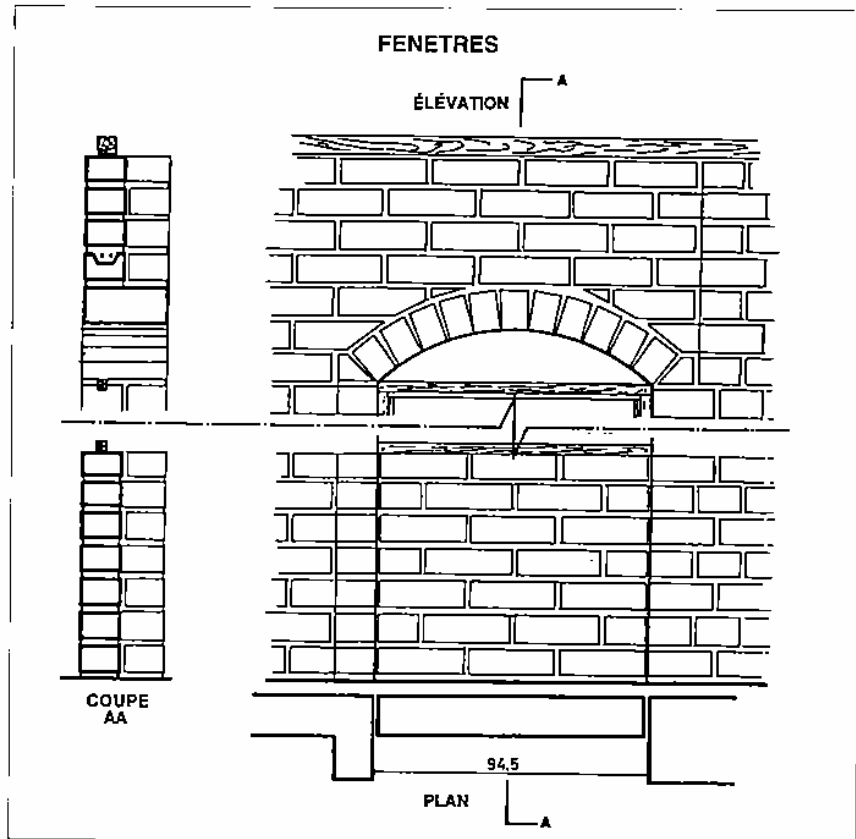 FENETRES
A
ÉLÉVATION
COUPE
AA
94,5
PLAN
A